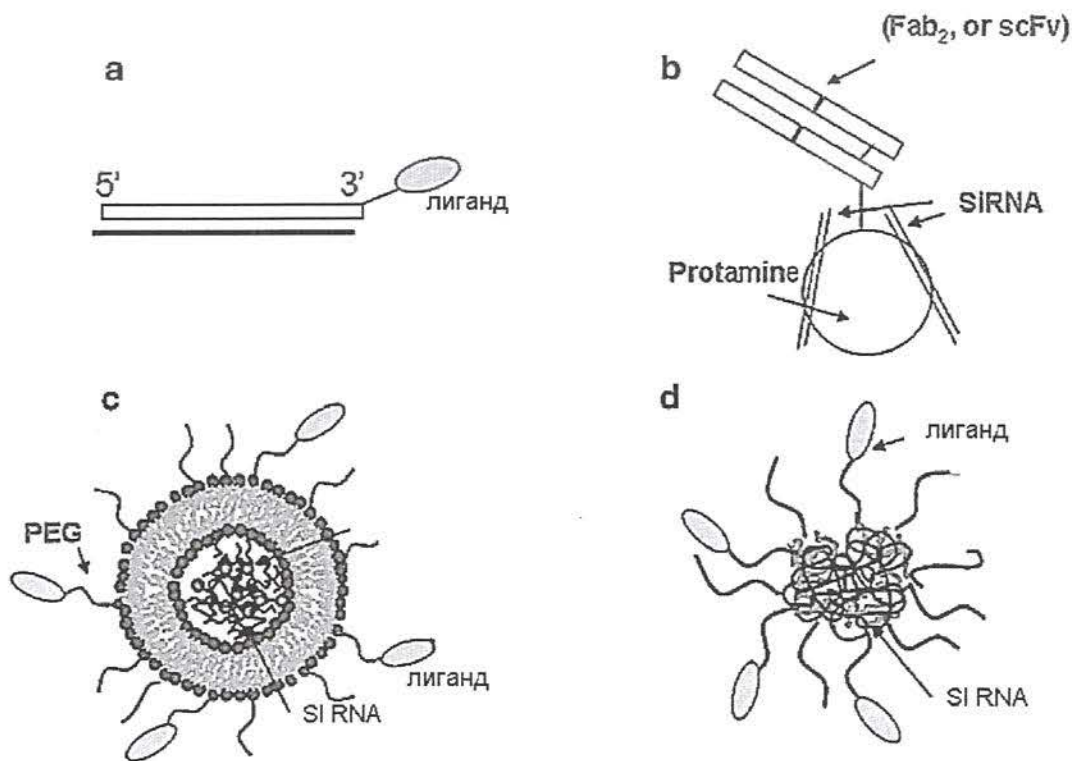 a
5' 3'
лиганд
b
(Fab₂, or scFv)
SiRNA
Protamine
c
PEG
лиганд
SI RNA
d
лиганд
SI RNA